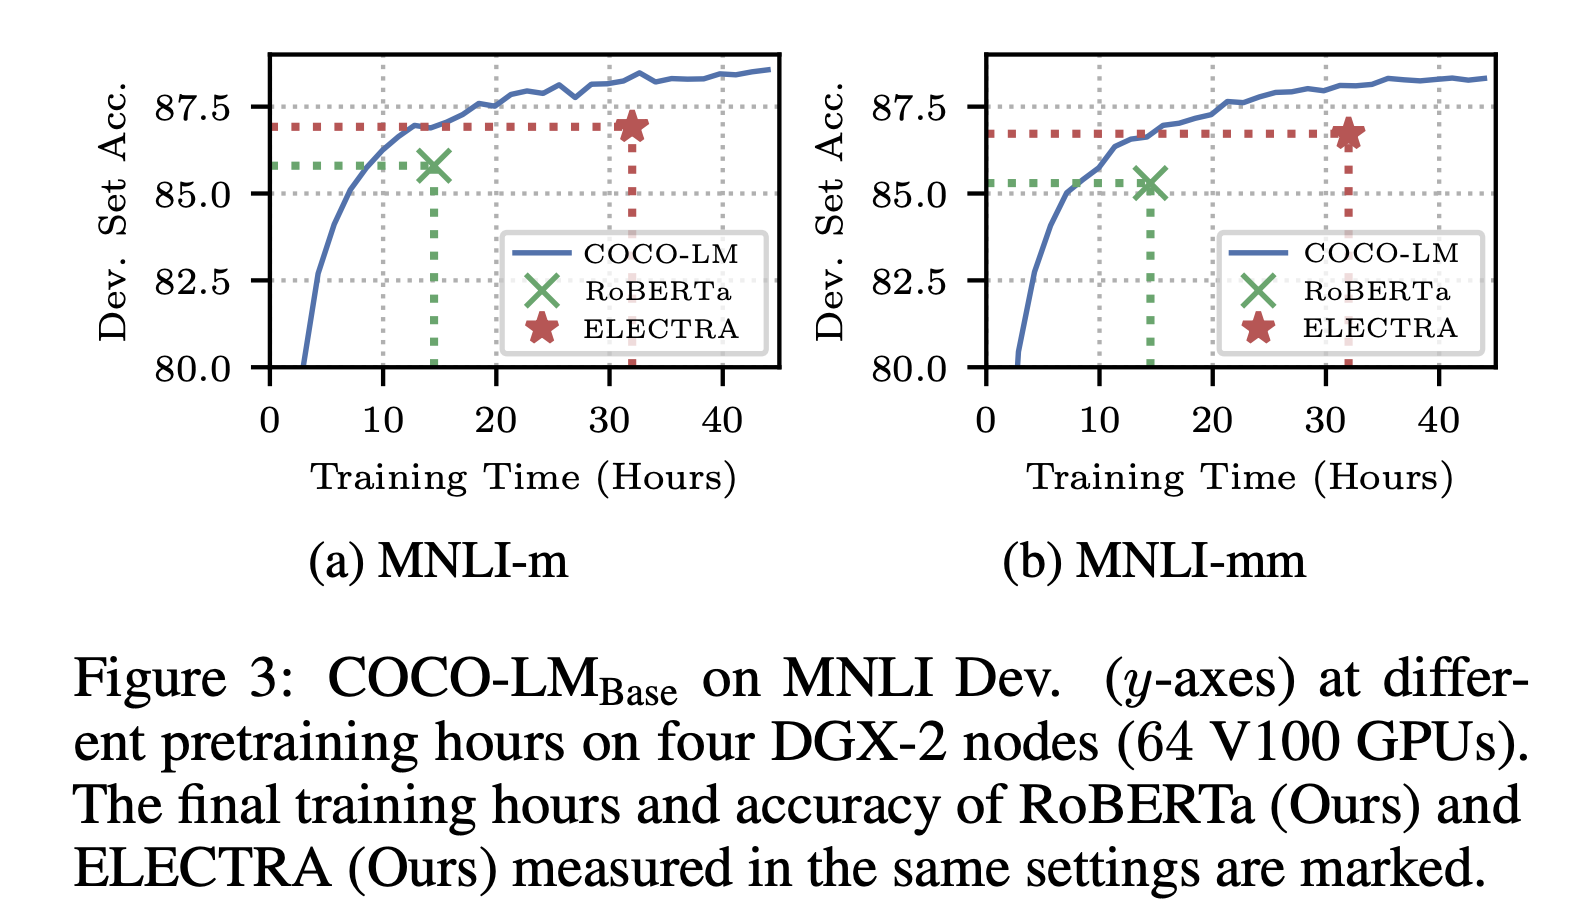 Dev. Set Acc.
87.5
85.0
82.5
80.0
0 10 20 30 40
Training Time (Hours)
COCO-LM
RoBERTa
ELECTRA
(a) MNLI-m
Dev. Set Acc.
87.5
85.0
82.5
80.0
0 10 20 30 40
Training Time (Hours)
COCO-LM
RoBERTa
ELECTRA
(b) MNLI-mm
Figure 3: COCO-LMBase on MNLI Dev. (y-axes) at differ-
ent pretraining hours on four DGX-2 nodes (64 V100 GPUs).
The final training hours and accuracy of RoBERTa (Ours) and
ELECTRA (Ours) measured in the same settings are marked.